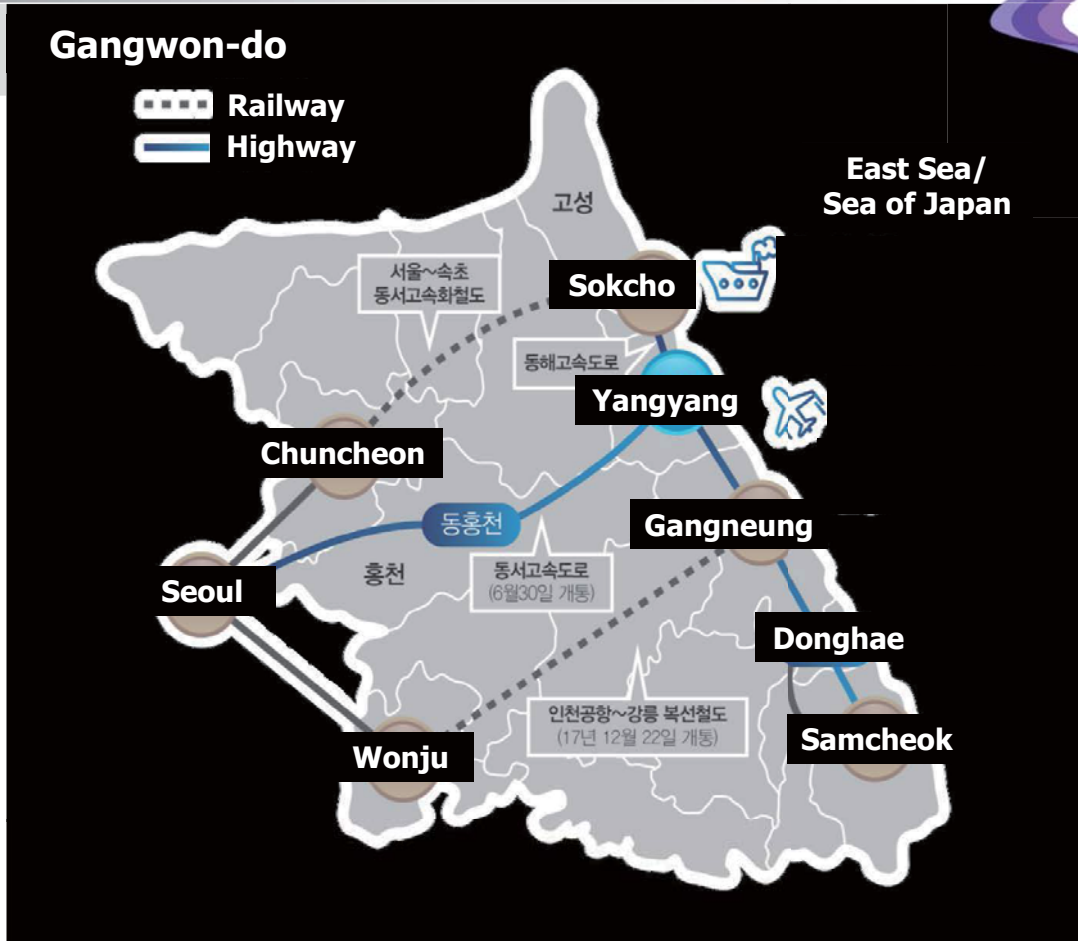 Gangwon-do
Railway
Highway
East Sea/
Sea of Japan
고성
서울~속초
동서고속화철도
Sokcho
동해고속도로
Yangyang
Chuncheon
동홍천
Gangneung
홍천
동서고속도로
(6월30일 개통)
Seoul
Donghae
인천공항~강릉 복선철도
(17년 12월 22일 개통)
Samcheok
Wonju